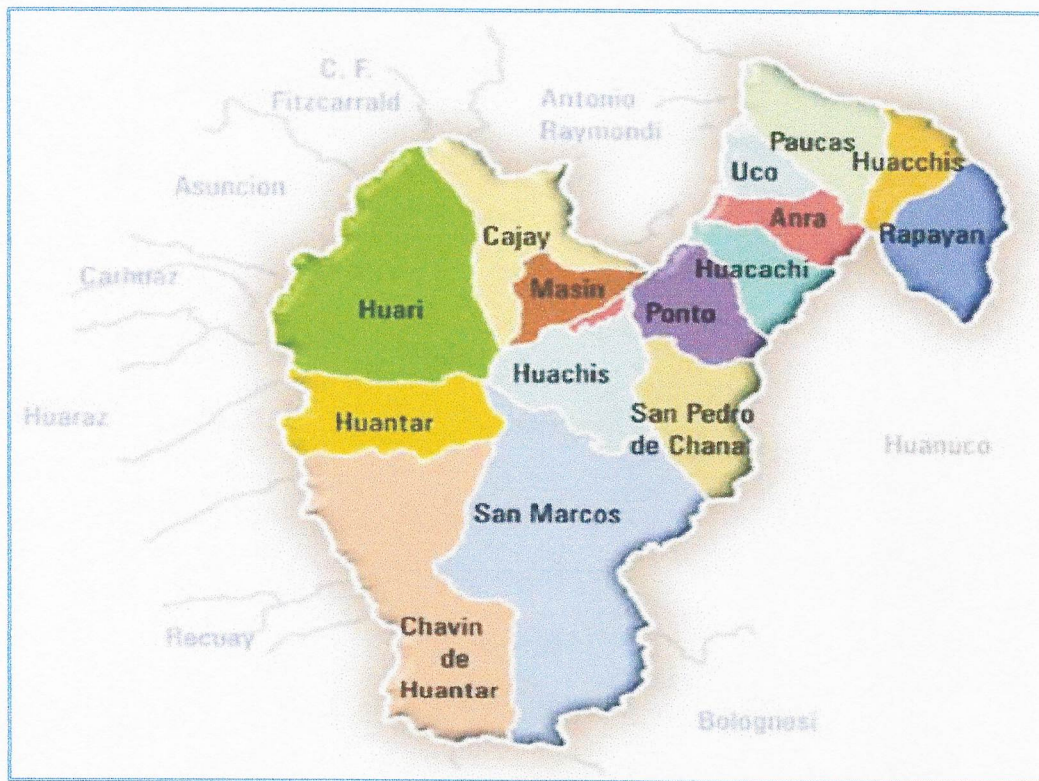 C. F.
Fitzcarrald
Antonio
Raymondi
Asuncion
Carhuaz
Huaraz
Recuay
Bolognesi
Huanuco
Paucas
Huacchis
Uco
Anra
Rapayan
Huacachi
Cajay
Masin
Ponto
Huari
Huachis
Huantar
San Pedro
de Chana
San Marcos
Chavin
de
Huantar